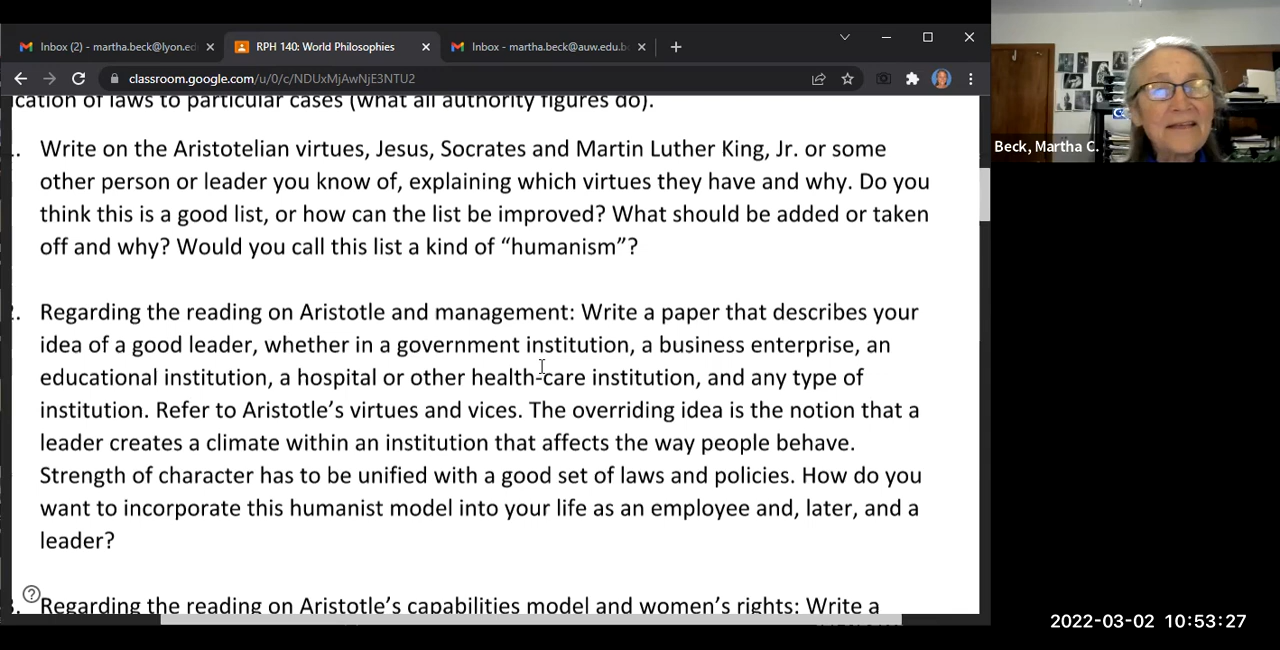 Inbox (2) - martha.beck@lyon.ed
RPH 140: World Philosophies
Inbox - martha.beck@auw.edu.b
classroom.google.com/u/0/c/NDUxMjAwNjE3NTU2
ication of laws to particular cases (what all authority figures do).
Write on the Aristotelian virtues, Jesus, Socrates and Martin Luther King, Jr. or some
other person or leader you know of, explaining which virtues they have and why. Do you
think this is a good list, or how can the list be improved? What should be added or taken
off and why? Would you call this list a kind of “humanism”?
Regarding the reading on Aristotle and management: Write a paper that describes your
idea of a good leader, whether in a government institution, a business enterprise, an
educational institution, a hospital or other health-care institution, and any type of
institution. Refer to Aristotle’s virtues and vices. The overriding idea is the notion that a
leader creates a climate within an institution that affects the way people behave.
Strength of character has to be unified with a good set of laws and policies. How do you
want to incorporate this humanist model into your life as an employee and, later, and a
leader?
Regarding the reading on Aristotle’s capabilities model and women’s rights: Write a
Beck, Martha C.
2022-03-02 10:53:27